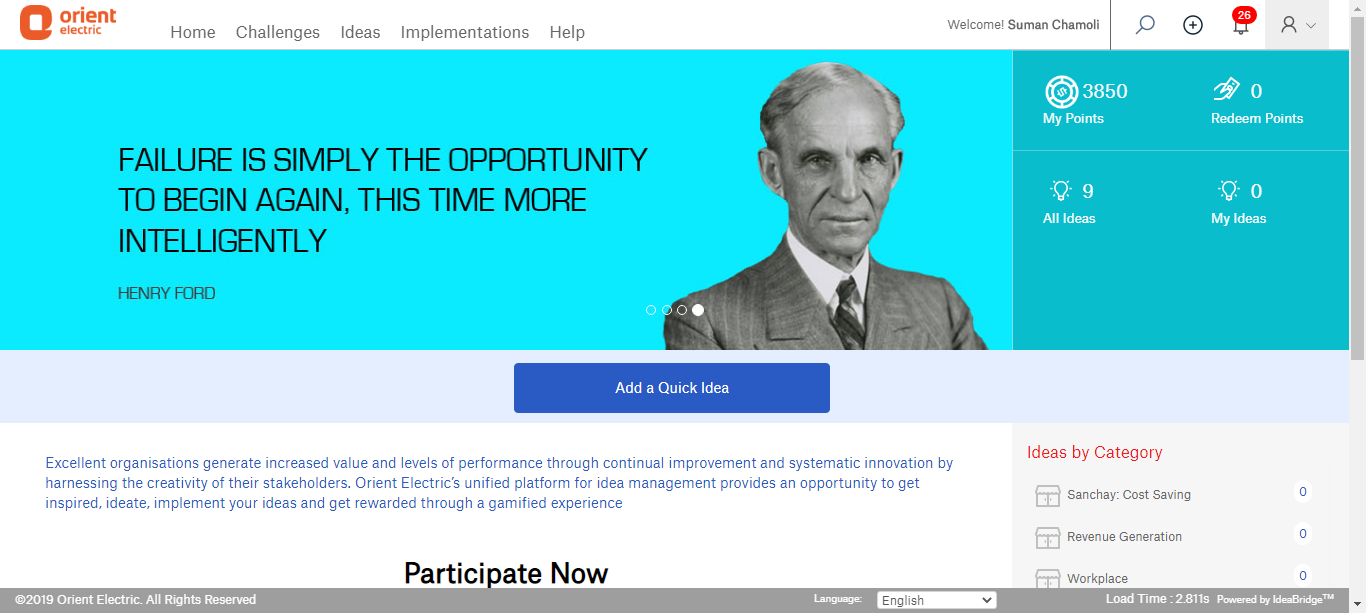 orient
electric
Home Challenges Ideas Implementations Help
Welcome! Suman Chamoli
26
FAILURE IS SIMPLY THE OPPORTUNITY
TO BEGIN AGAIN, THIS TIME MORE
INTELLIGENTLY
HENRY FORD
3850
My Points
0
Redeem Points
9
All Ideas
0
My Ideas
Add a Quick Idea
Excellent organisations generate increased value and levels of performance through continual improvement and systematic innovation by
harnessing the creativity of their stakeholders. Orient Electric’s unified platform for idea management provides an opportunity to get
inspired, ideate, implement your ideas and get rewarded through a gamified experience
Participate Now
Ideas by Category
Sanchay: Cost Saving 0
Revenue Generation 0
Workplace 0
©2019 Orient Electric. All Rights Reserved
Language: English
Load Time : 2.811s Powered by IdeaBridge™